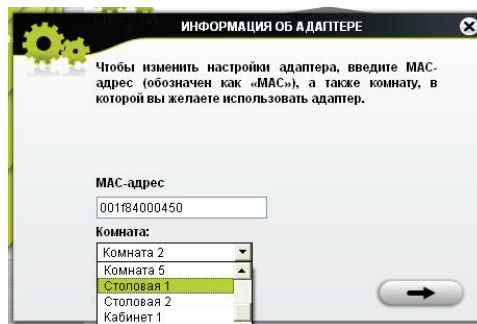 ИНФОРМАЦИЯ ОБ АДАПТЕРЕ
Чтобы изменить настройки адаптера, введите MAC-
адрес (обозначен как «MAC»), а также комнату, в
которой вы желаете использовать адаптер.
MAC-адрес
001f84000450
Комната:
Комната 2
Комната 5
Столовая 1
Столовая 2
Кабинет 1